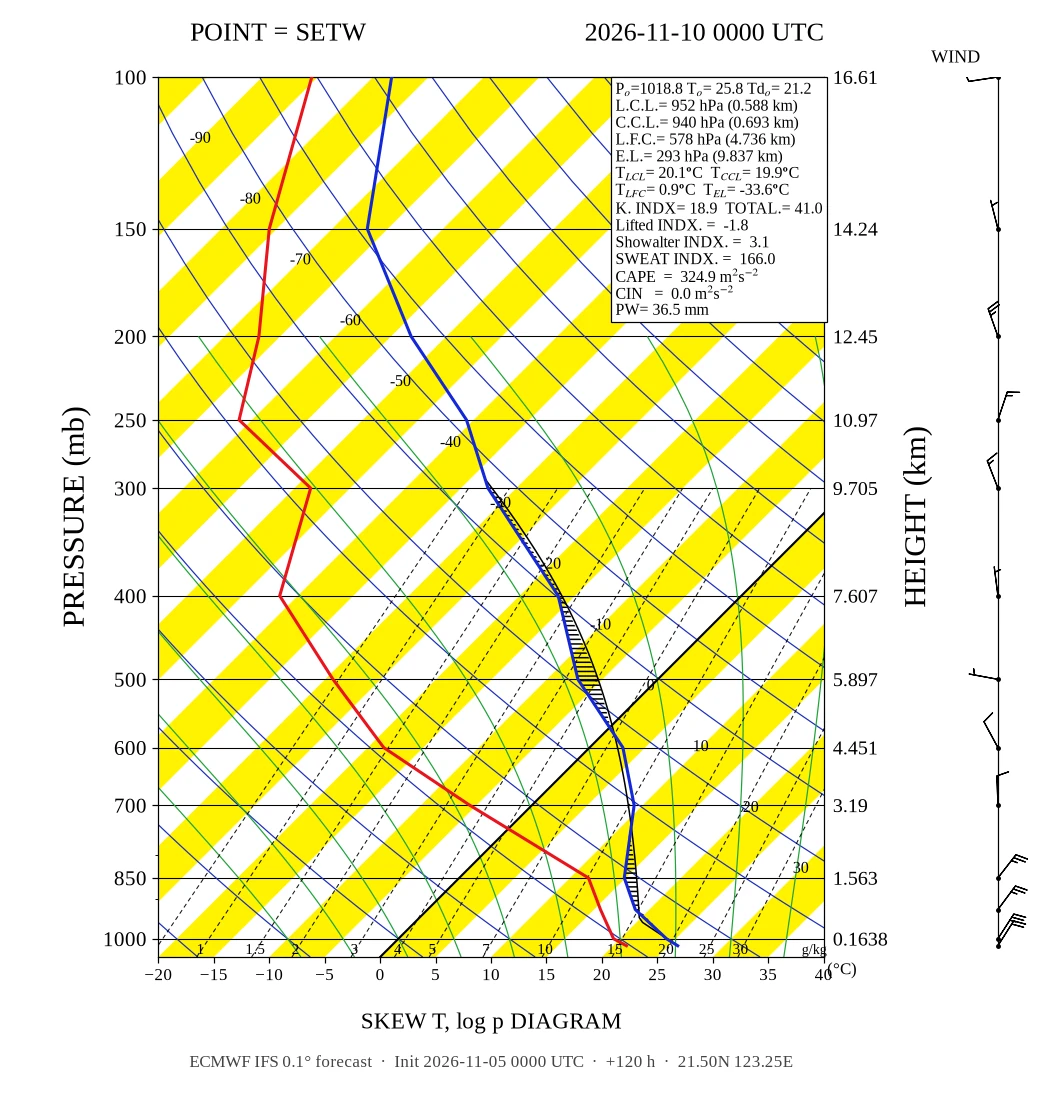 POINT = SETW 2026-11-10 0000 UTC
WIND
100 16.61
Po=1018.8 To= 25.8 Tdo= 21.2
L.C.L.= 952 hPa (0.588 km)
C.C.L.= 940 hPa (0.693 km)
L.F.C.= 578 hPa (4.736 km)
E.L.= 293 hPa (9.837 km)
TLCL= 20.1°C TCCL= 19.9°C
TLFC= 0.9°C TEL= -33.6°C
K. INDX= 18.9 TOTAL.= 41.0
Lifted INDX. = -1.8
Showalter INDX. = 3.1
SWEAT INDX. = 166.0
CAPE = 324.9 m²s⁻²
CIN = 0.0 m²s⁻²
PW= 36.5 mm
-90
-80
150 14.24
-70
-60
200 12.45
-50
250 10.97
-40
300 9.705
-30
-20
400 7.607
-10
500 5.897
0
600 4.451
10
700 3.19
20
850 1.563
30
1000 0.1638
1 1.5 2 3 4 5 7 10 15 20 25 30 g/kg
−20 −15 −10 −5 0 5 10 15 20 25 30 35 40 (°C)
PRESSURE (mb)
HEIGHT (km)
SKEW T, log p DIAGRAM
ECMWF IFS 0.1° forecast · Init 2026-11-05 0000 UTC · +120 h · 21.50N 123.25E